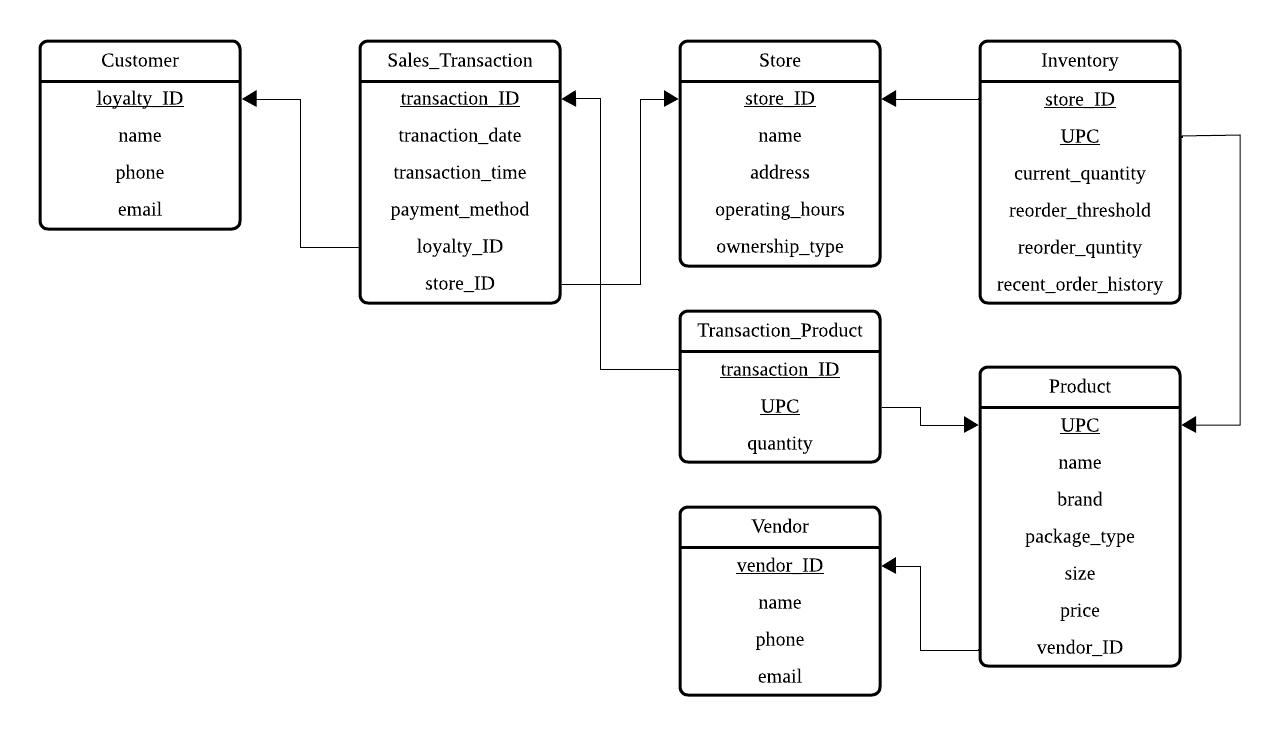 Customer
loyalty_ID
name
phone
email
Sales_Transaction
transaction_ID
tranaction_date
transaction_time
payment_method
loyalty_ID
store_ID
Store
store_ID
name
address
operating_hours
ownership_type
Inventory
store_ID
UPC
current_quantity
reorder_threshold
reorder_quntity
recent_order_history
Transaction_Product
transaction_ID
UPC
quantity
Product
UPC
name
brand
package_type
size
price
vendor_ID
Vendor
vendor_ID
name
phone
email